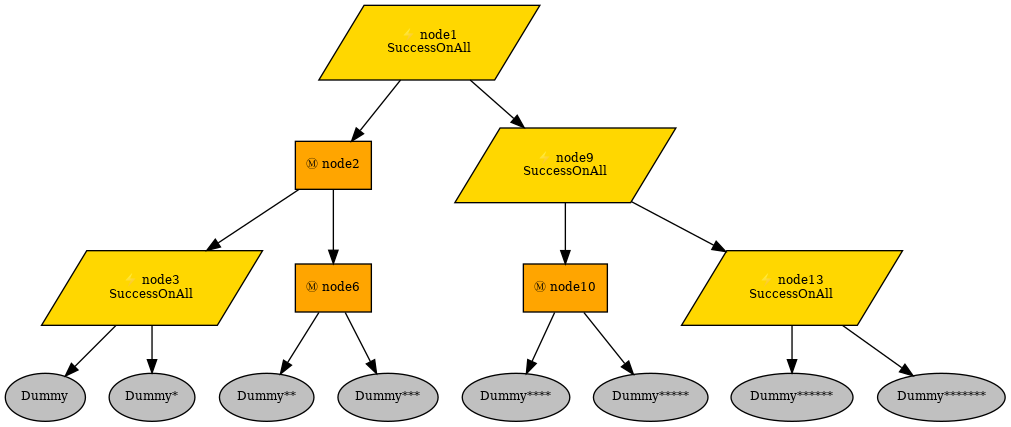 ⚡ node1
SuccessOnAll
Ⓜ node2
⚡ node9
SuccessOnAll
⚡ node3
SuccessOnAll
Ⓜ node6
Ⓜ node10
⚡ node13
SuccessOnAll
Dummy
Dummy*
Dummy**
Dummy***
Dummy****
Dummy*****
Dummy******
Dummy*******